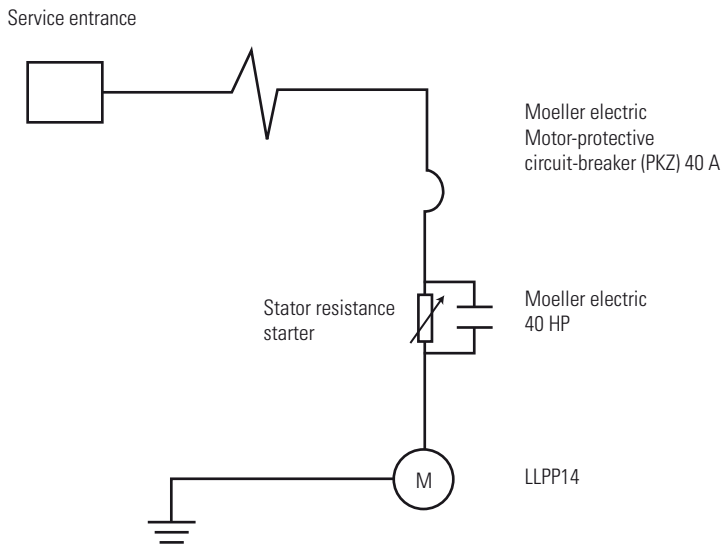 Service entrance
Moeller electric
Motor-protective
circuit-breaker (PKZ) 40 A
Stator resistance
starter
Moeller electric
40 HP
M
LLPP14